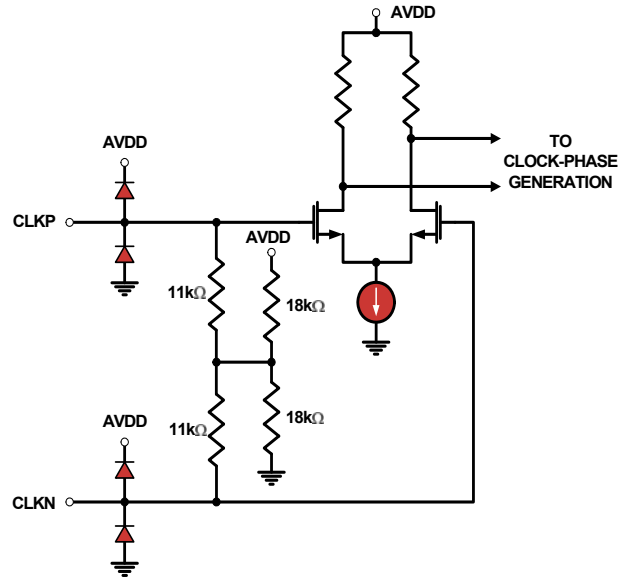 AVDD
AVDD
TO
CLOCK-PHASE
GENERATION
CLKP
AVDD
11kΩ
18kΩ
11kΩ
18kΩ
AVDD
CLKN